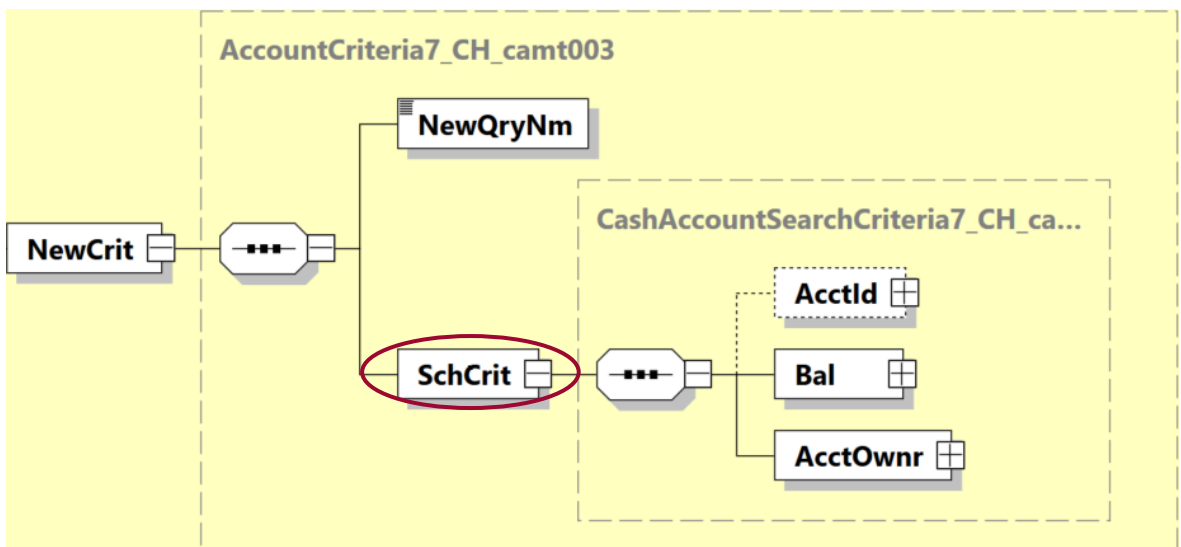 AccountCriteria7_CH_camt003
NewQryNm
CashAccountSearchCriteria7_CH_ca...
NewCrit
AcctId
SchCrit
Bal
AcctOwnr